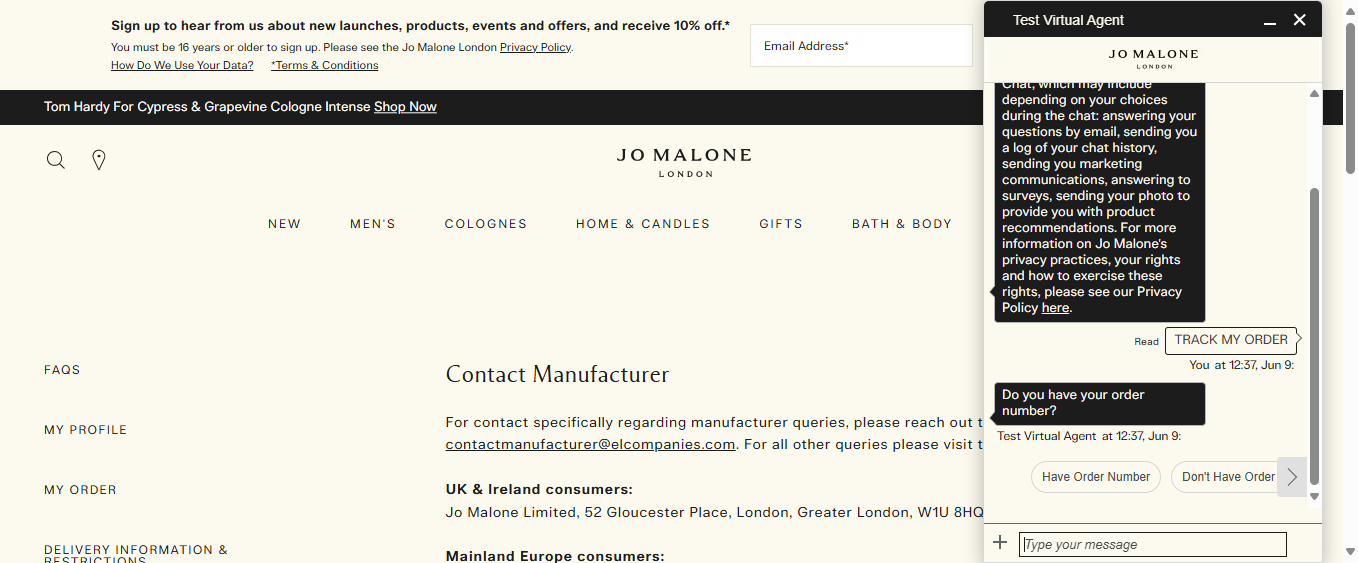 Sign up to hear from us about new launches, products, events and offers, and receive 10% off.*
You must be 16 years or older to sign up. Please see the Jo Malone London Privacy Policy.
How Do We Use Your Data? *Terms & Conditions
Email Address*
Tom Hardy For Cypress & Grapevine Cologne Intense Shop Now
JO MALONE
LONDON
NEW MEN'S COLOGNES HOME & CANDLES GIFTS BATH & BODY
FAQS
MY PROFILE
MY ORDER
DELIVERY INFORMATION &
RESTRICTIONS
Contact Manufacturer
For contact specifically regarding manufacturer queries, please reach out t
contactmanufacturer@elcompanies.com. For all other queries please visit t
UK & Ireland consumers:
Jo Malone Limited, 52 Gloucester Place, London, Greater London, W1U 8HQ
Mainland Europe consumers:
Test Virtual Agent
JO MALONE
LONDON
Chat, which may include
depending on your choices
during the chat: answering your
questions by email, sending you
a log of your chat history,
sending you marketing
communications, answering to
surveys, sending your photo to
provide you with product
recommendations. For more
information on Jo Malone's
privacy practices, your rights
and how to exercise these
rights, please see our Privacy
Policy here.
Read TRACK MY ORDER
You at 12:37, Jun 9:
Do you have your order
number?
Test Virtual Agent at 12:37, Jun 9:
Have Order Number Don't Have Order
Type your message